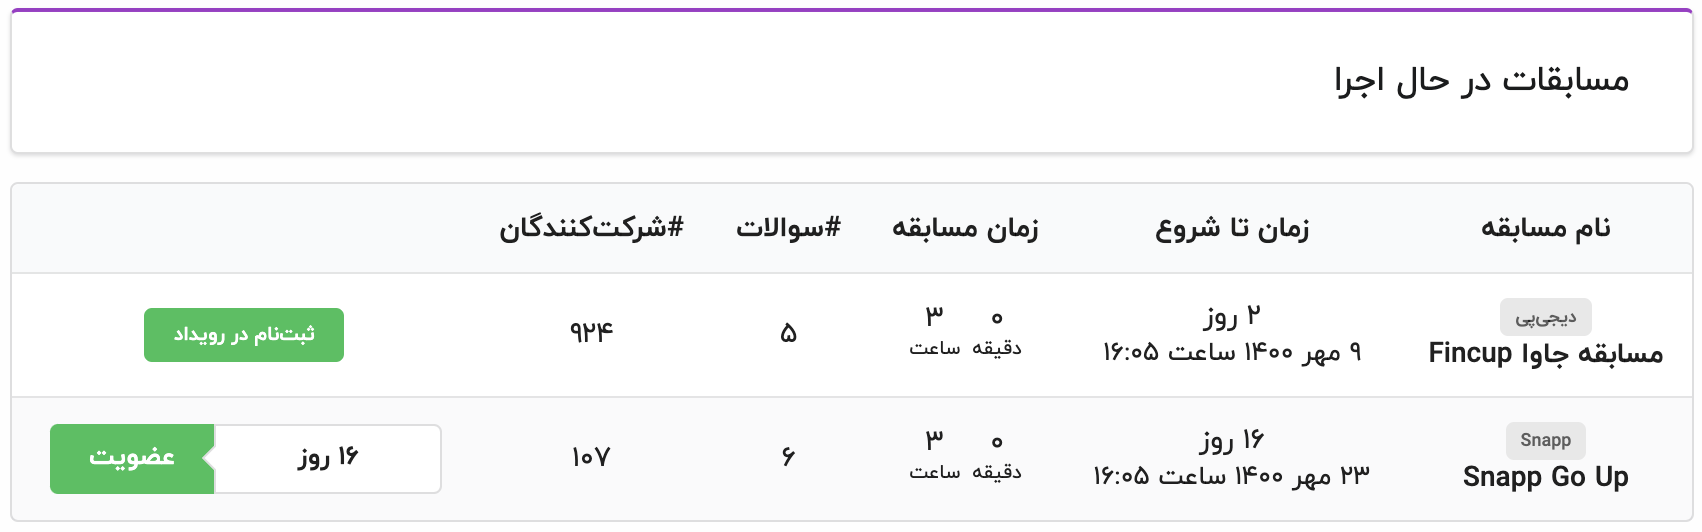 مسابقات در حال اجرا
نام مسابقه
زمان تا شروع
زمان مسابقه
#سوالات
#شرکت‌کنندگان
دیجی‌پی
مسابقه جاوا Fincup
۲ روز
۹ مهر ۱۴۰۰ ساعت ۱۶:۰۵
۰ ۳
دقیقه ساعت
۵
۹۲۴
ثبت‌نام در رویداد
Snapp
Snapp Go Up
۱۶ روز
۲۳ مهر ۱۴۰۰ ساعت ۱۶:۰۵
۰ ۳
دقیقه ساعت
۶
۱۰۷
۱۶ روز
عضویت